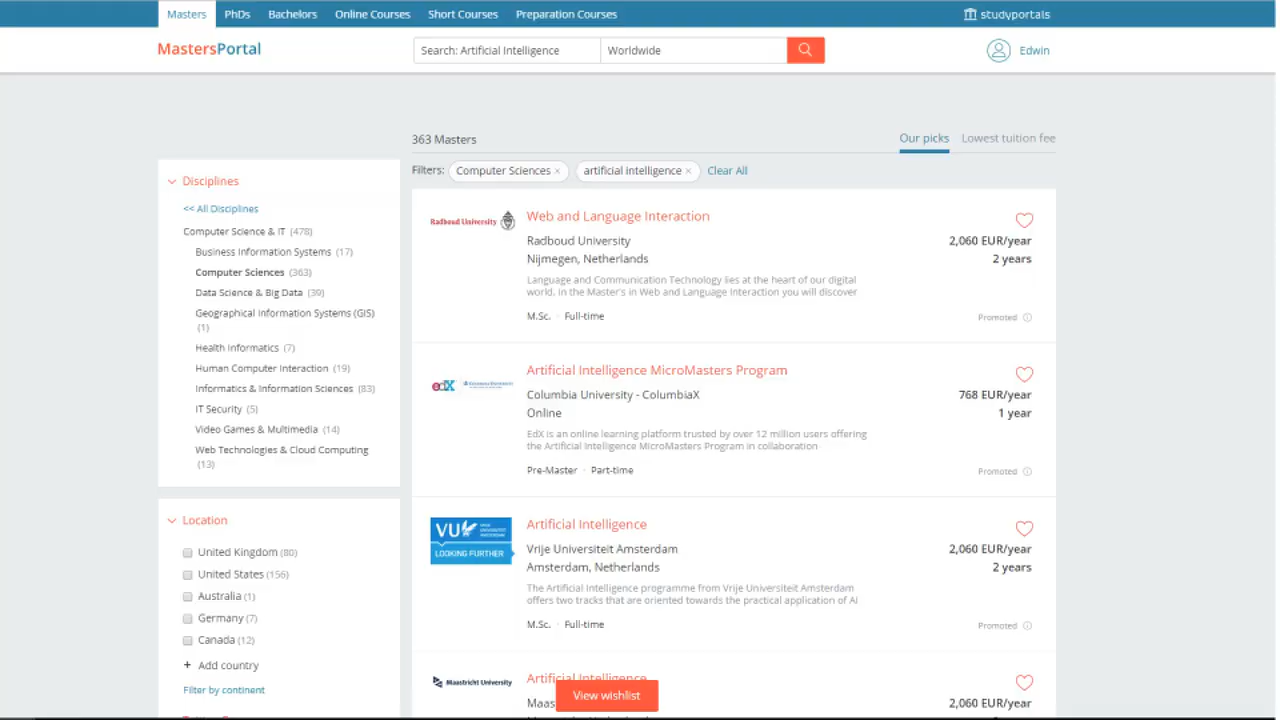 Masters PhDs Bachelors Online Courses Short Courses Preparation Courses studyportals
MastersPortal Search: Artificial Intelligence Worldwide Edwin
363 Masters Our picks Lowest tuition fee
Filters: Computer Sciences × artificial intelligence × Clear All
Disciplines
<< All Disciplines
Computer Science & IT (478)
Business Information Systems (17)
Computer Sciences (363)
Data Science & Big Data (39)
Geographical Information Systems (GIS)
(1)
Health Informatics (7)
Human Computer Interaction (19)
Informatics & Information Sciences (83)
IT Security (5)
Video Games & Multimedia (14)
Web Technologies & Cloud Computing
(13)
Location
United Kingdom (80)
United States (156)
Australia (1)
Germany (7)
Canada (12)
+ Add country
Filter by continent
Radboud University
Web and Language Interaction
Radboud University 2,060 EUR/year
Nijmegen, Netherlands 2 years
Language and Communication Technology lies at the heart of our digital
world. In the Master's in Web and Language Interaction you will discover
M.Sc. · Full-time Promoted
edX
Artificial Intelligence MicroMasters Program
Columbia University - ColumbiaX 768 EUR/year
Online 1 year
EdX is an online learning platform trusted by over 12 million users offering
the Artificial Intelligence MicroMasters Program in collaboration
Pre-Master · Part-time Promoted
VU VRIJE UNIVERSITEIT AMSTERDAM
LOOKING FURTHER
Artificial Intelligence
Vrije Universiteit Amsterdam 2,060 EUR/year
Amsterdam, Netherlands 2 years
The Artificial Intelligence programme from Vrije Universiteit Amsterdam
offers two tracks that are oriented towards the practical application of AI
M.Sc. · Full-time Promoted
Maastricht University
Artificial Intelligence
Maas 2,060 EUR/year
View wishlist